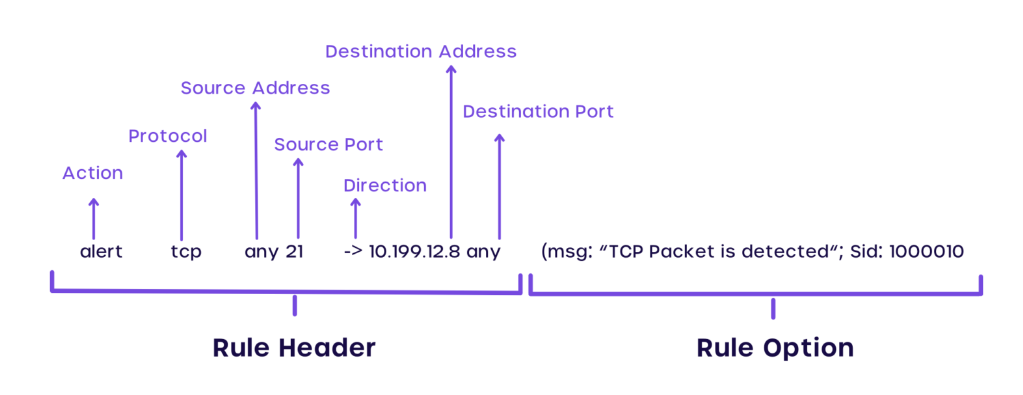 Destination Address
Source Address
Destination Port
Protocol
Source Port
Action
Direction
alert tcp any 21 -> 10.199.12.8 any (msg: “TCP Packet is detected“; Sid: 1000010
Rule Header Rule Option